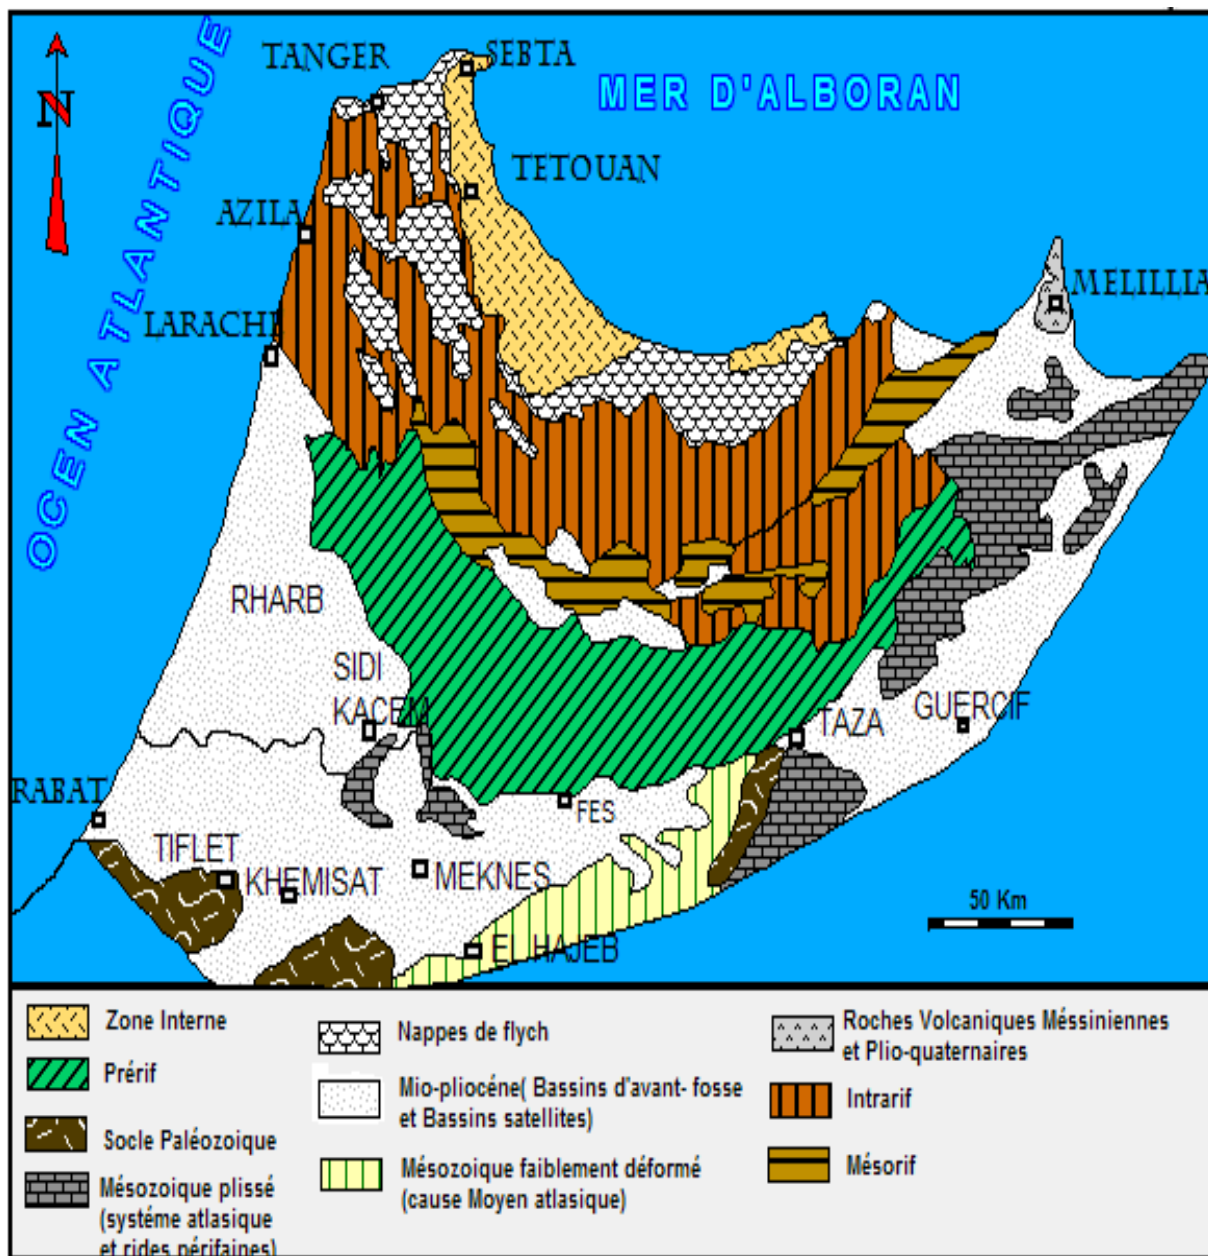 TANGER
SEBTA
MER D'ALBORAN
N
OCEN ATLANTIQUE
TETOUAN
AZILA
MELILLIA
LARACHE
RHARB
SIDI
KACEM
GUERCIF
TAZA
RABAT
FES
TIFLET
KHEMISAT
MEKNES
EL HAJEB
50 Km
Zone Interne
Prérif
Socle Paléozoique
Mésozoique plissé
(systéme atlasique
et rides périfaines)
Nappes de flych
Mio-pliocéne( Bassins d'avant- fosse
et Bassins satellites)
Mésozoique faiblement déformé
(cause Moyen atlasique)
Roches Volcaniques Méssiniennes
et Plio-quaternaires
Intrarif
Mésorif